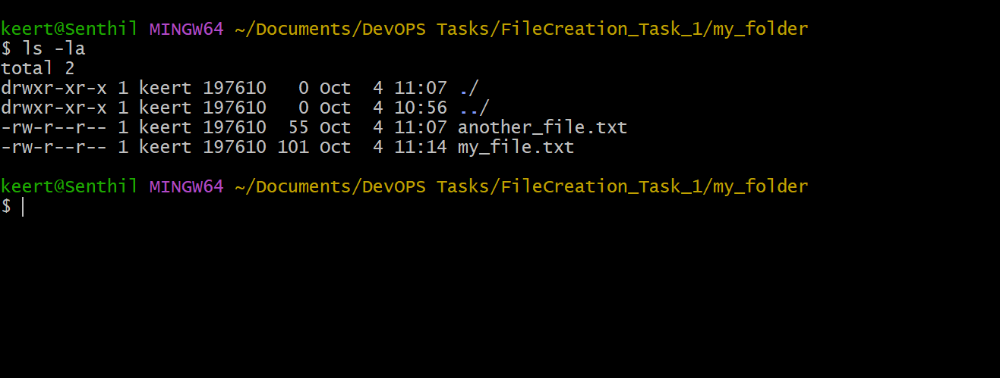 keert@Senthil MINGW64 ~/Documents/DevOPS Tasks/FileCreation_Task_1/my_folder
$ ls -la
total 2
drwxr-xr-x 1 keert 197610   0 Oct  4 11:07 ./
drwxr-xr-x 1 keert 197610   0 Oct  4 10:56 ../
-rw-r--r-- 1 keert 197610  55 Oct  4 11:07 another_file.txt
-rw-r--r-- 1 keert 197610 101 Oct  4 11:14 my_file.txt
keert@Senthil MINGW64 ~/Documents/DevOPS Tasks/FileCreation_Task_1/my_folder
$